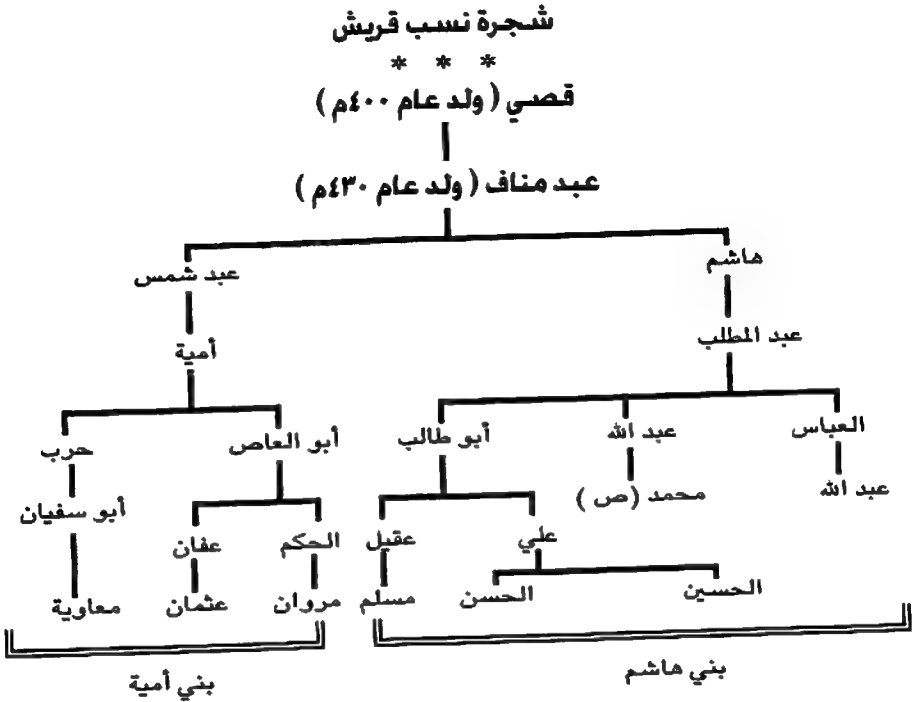 شجرة نسب قريش
* * *
قصي ( ولد عام ٤٠٠م )
عبد مناف ( ولد عام ٤٣٠م )
هاشم
عبد شمس
عبد المطلب
أمية
العباس
عبد الله
أبو طالب
أبو العاص
حرب
عبد الله
محمد (ص )
أبو سفيان
علي
عقيل
الحكم
عفان
الحسين
الحسن
مسلم
مروان
عثمان
معاوية
بني هاشم
بني أمية